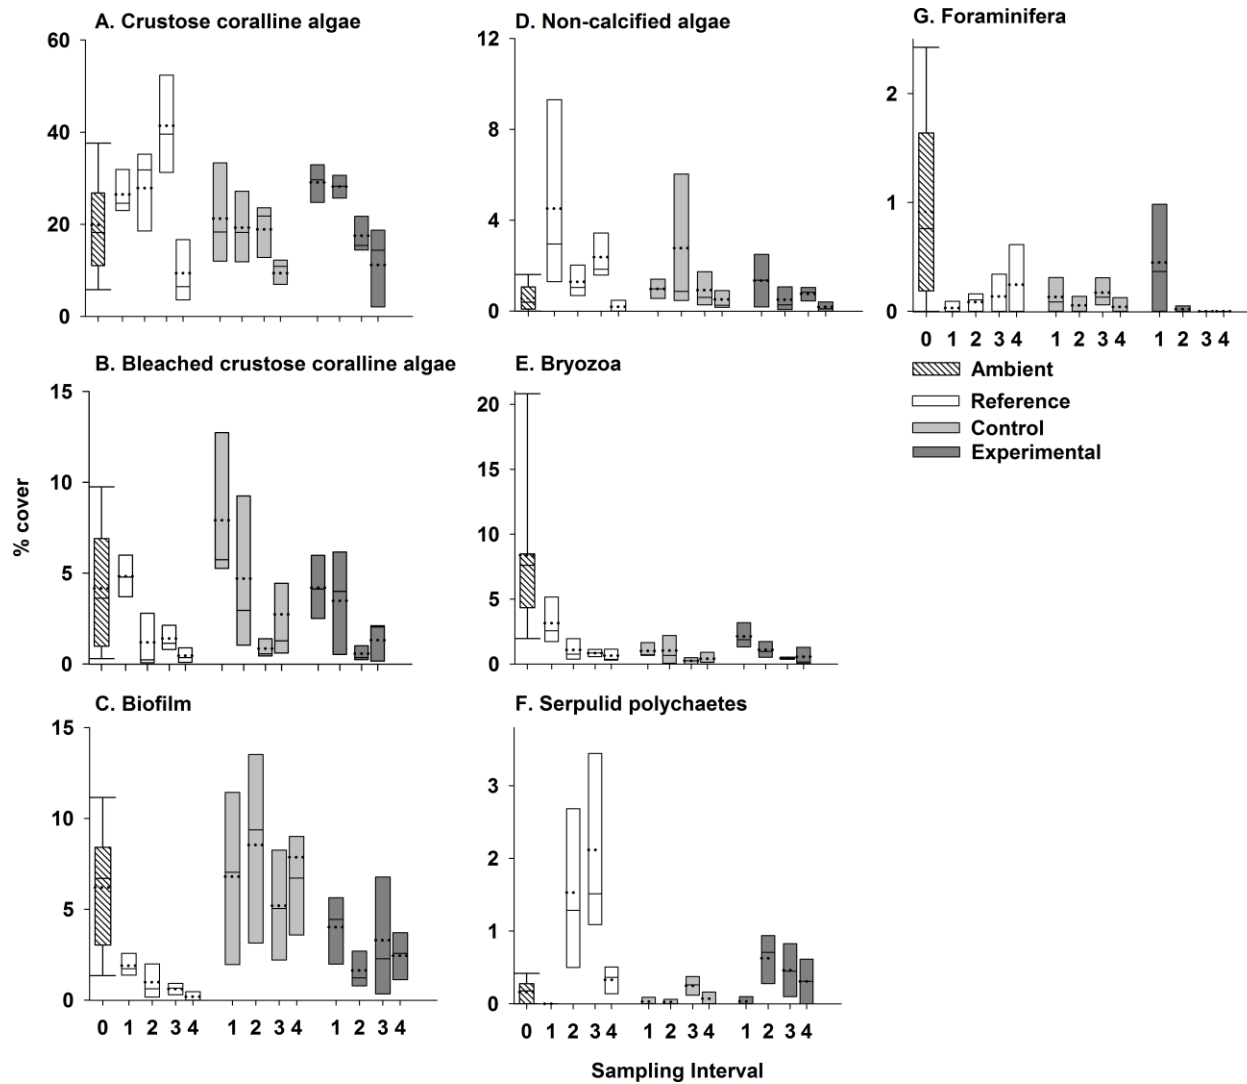 A. Crustose coralline algae
60
40
20
0
B. Bleached crustose coralline algae
15
10
5
0
% cover
C. Biofilm
15
10
5
0
0 1 2 3 4 1 2 3 4 1 2 3 4
D. Non-calcified algae
12
8
4
0
E. Bryozoa
20
15
10
5
0
F. Serpulid polychaetes
3
2
1
0
0 1 2 3 4 1 2 3 4 1 2 3 4
Sampling Interval
G. Foraminifera
2
1
0
0 1 2 3 4 1 2 3 4 1 2 3 4
Ambient
Reference
Control
Experimental